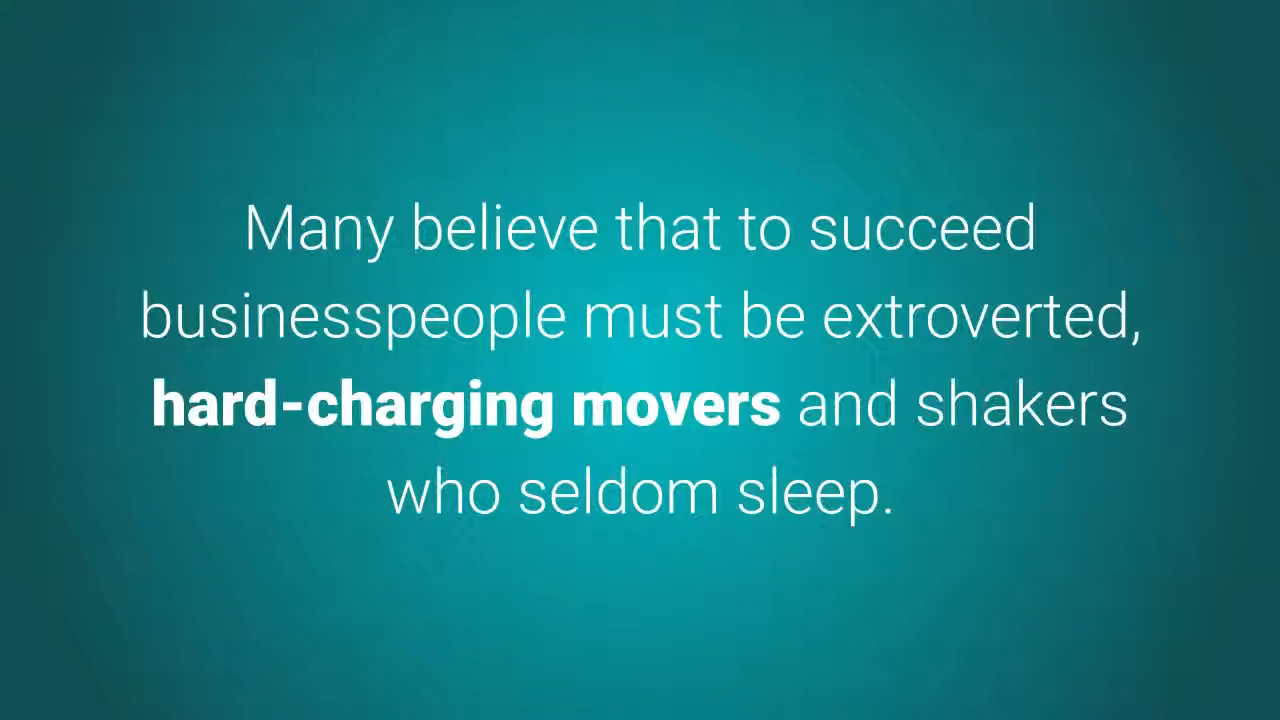 Many believe that to succeed
businesspeople must be extroverted,
hard-charging movers and shakers
who seldom sleep.